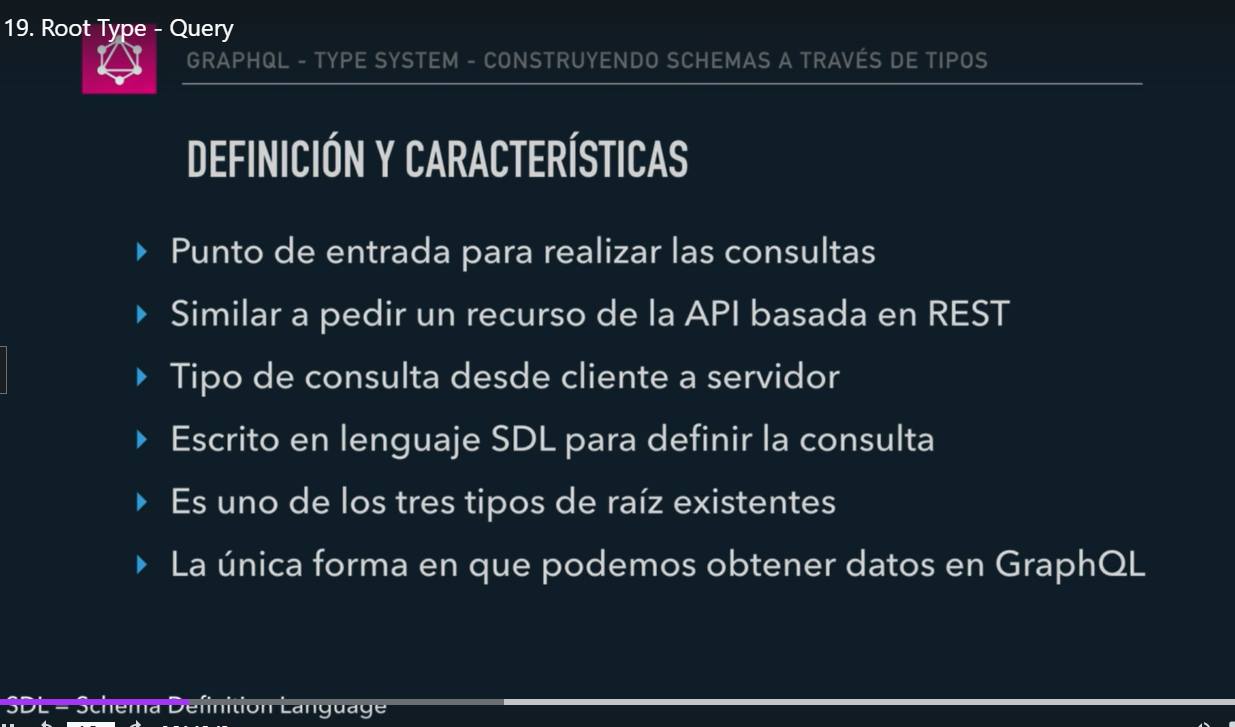 19. Root Type - Query
GRAPHQL - TYPE SYSTEM - CONSTRUYENDO SCHEMAS A TRAVÉS DE TIPOS
DEFINICIÓN Y CARACTERÍSTICAS
Punto de entrada para realizar las consultas
Similar a pedir un recurso de la API basada en REST
Tipo de consulta desde cliente a servidor
Escrito en lenguaje SDL para definir la consulta
Es uno de los tres tipos de raíz existentes
La única forma en que podemos obtener datos en GraphQL
SDL = Schema Definition Language